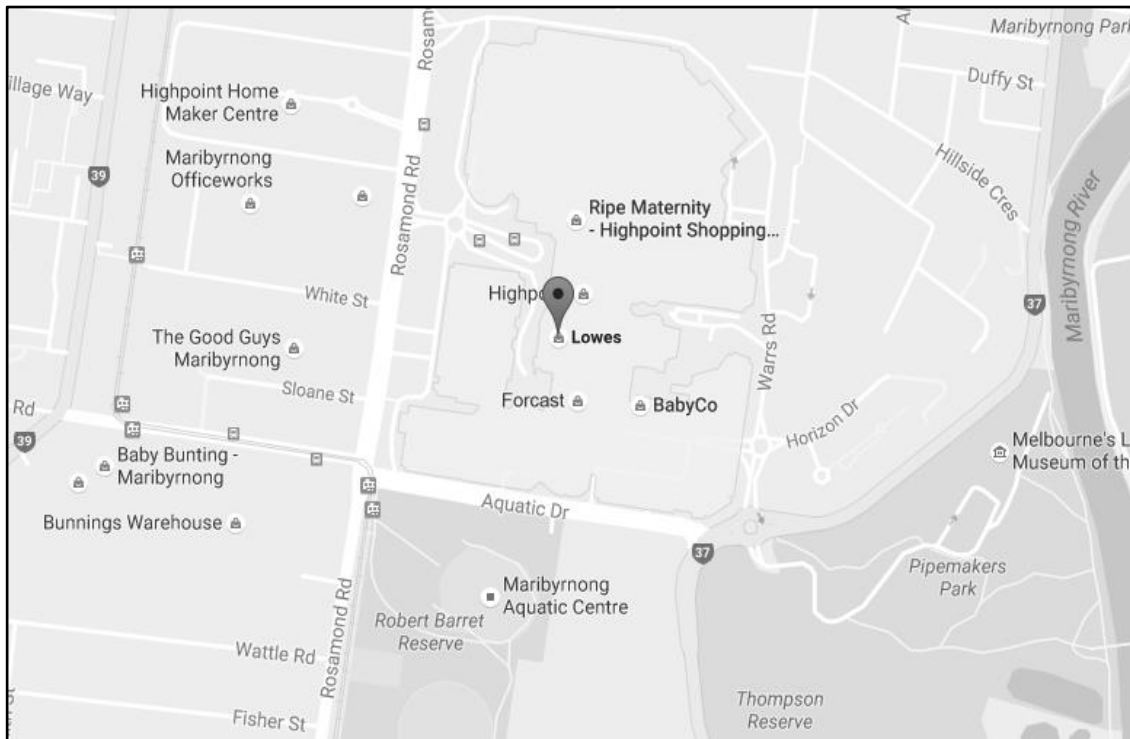 Maribyrnong Park
Duffy St
illage Way
Highpoint Home
Maker Centre
Rosamond Rd
Maribyrnong
Officeworks
39
Hillside Cres
Maribyrnong River
Ripe Maternity
- Highpoint Shopping...
White St
Highpo
37
Lowes
The Good Guys
Maribyrnong
Warrs Rd
Sloane St
Forcast
BabyCo
Rd
39
Horizon Dr
Melbourne's L
Museum of th
Baby Bunting -
Maribyrnong
Aquatic Dr
Bunnings Warehouse
37
Pipemakers
Park
Maribyrnong
Aquatic Centre
Robert Barret
Reserve
Rosamond Rd
Wattle Rd
Thompson
Reserve
Fisher St